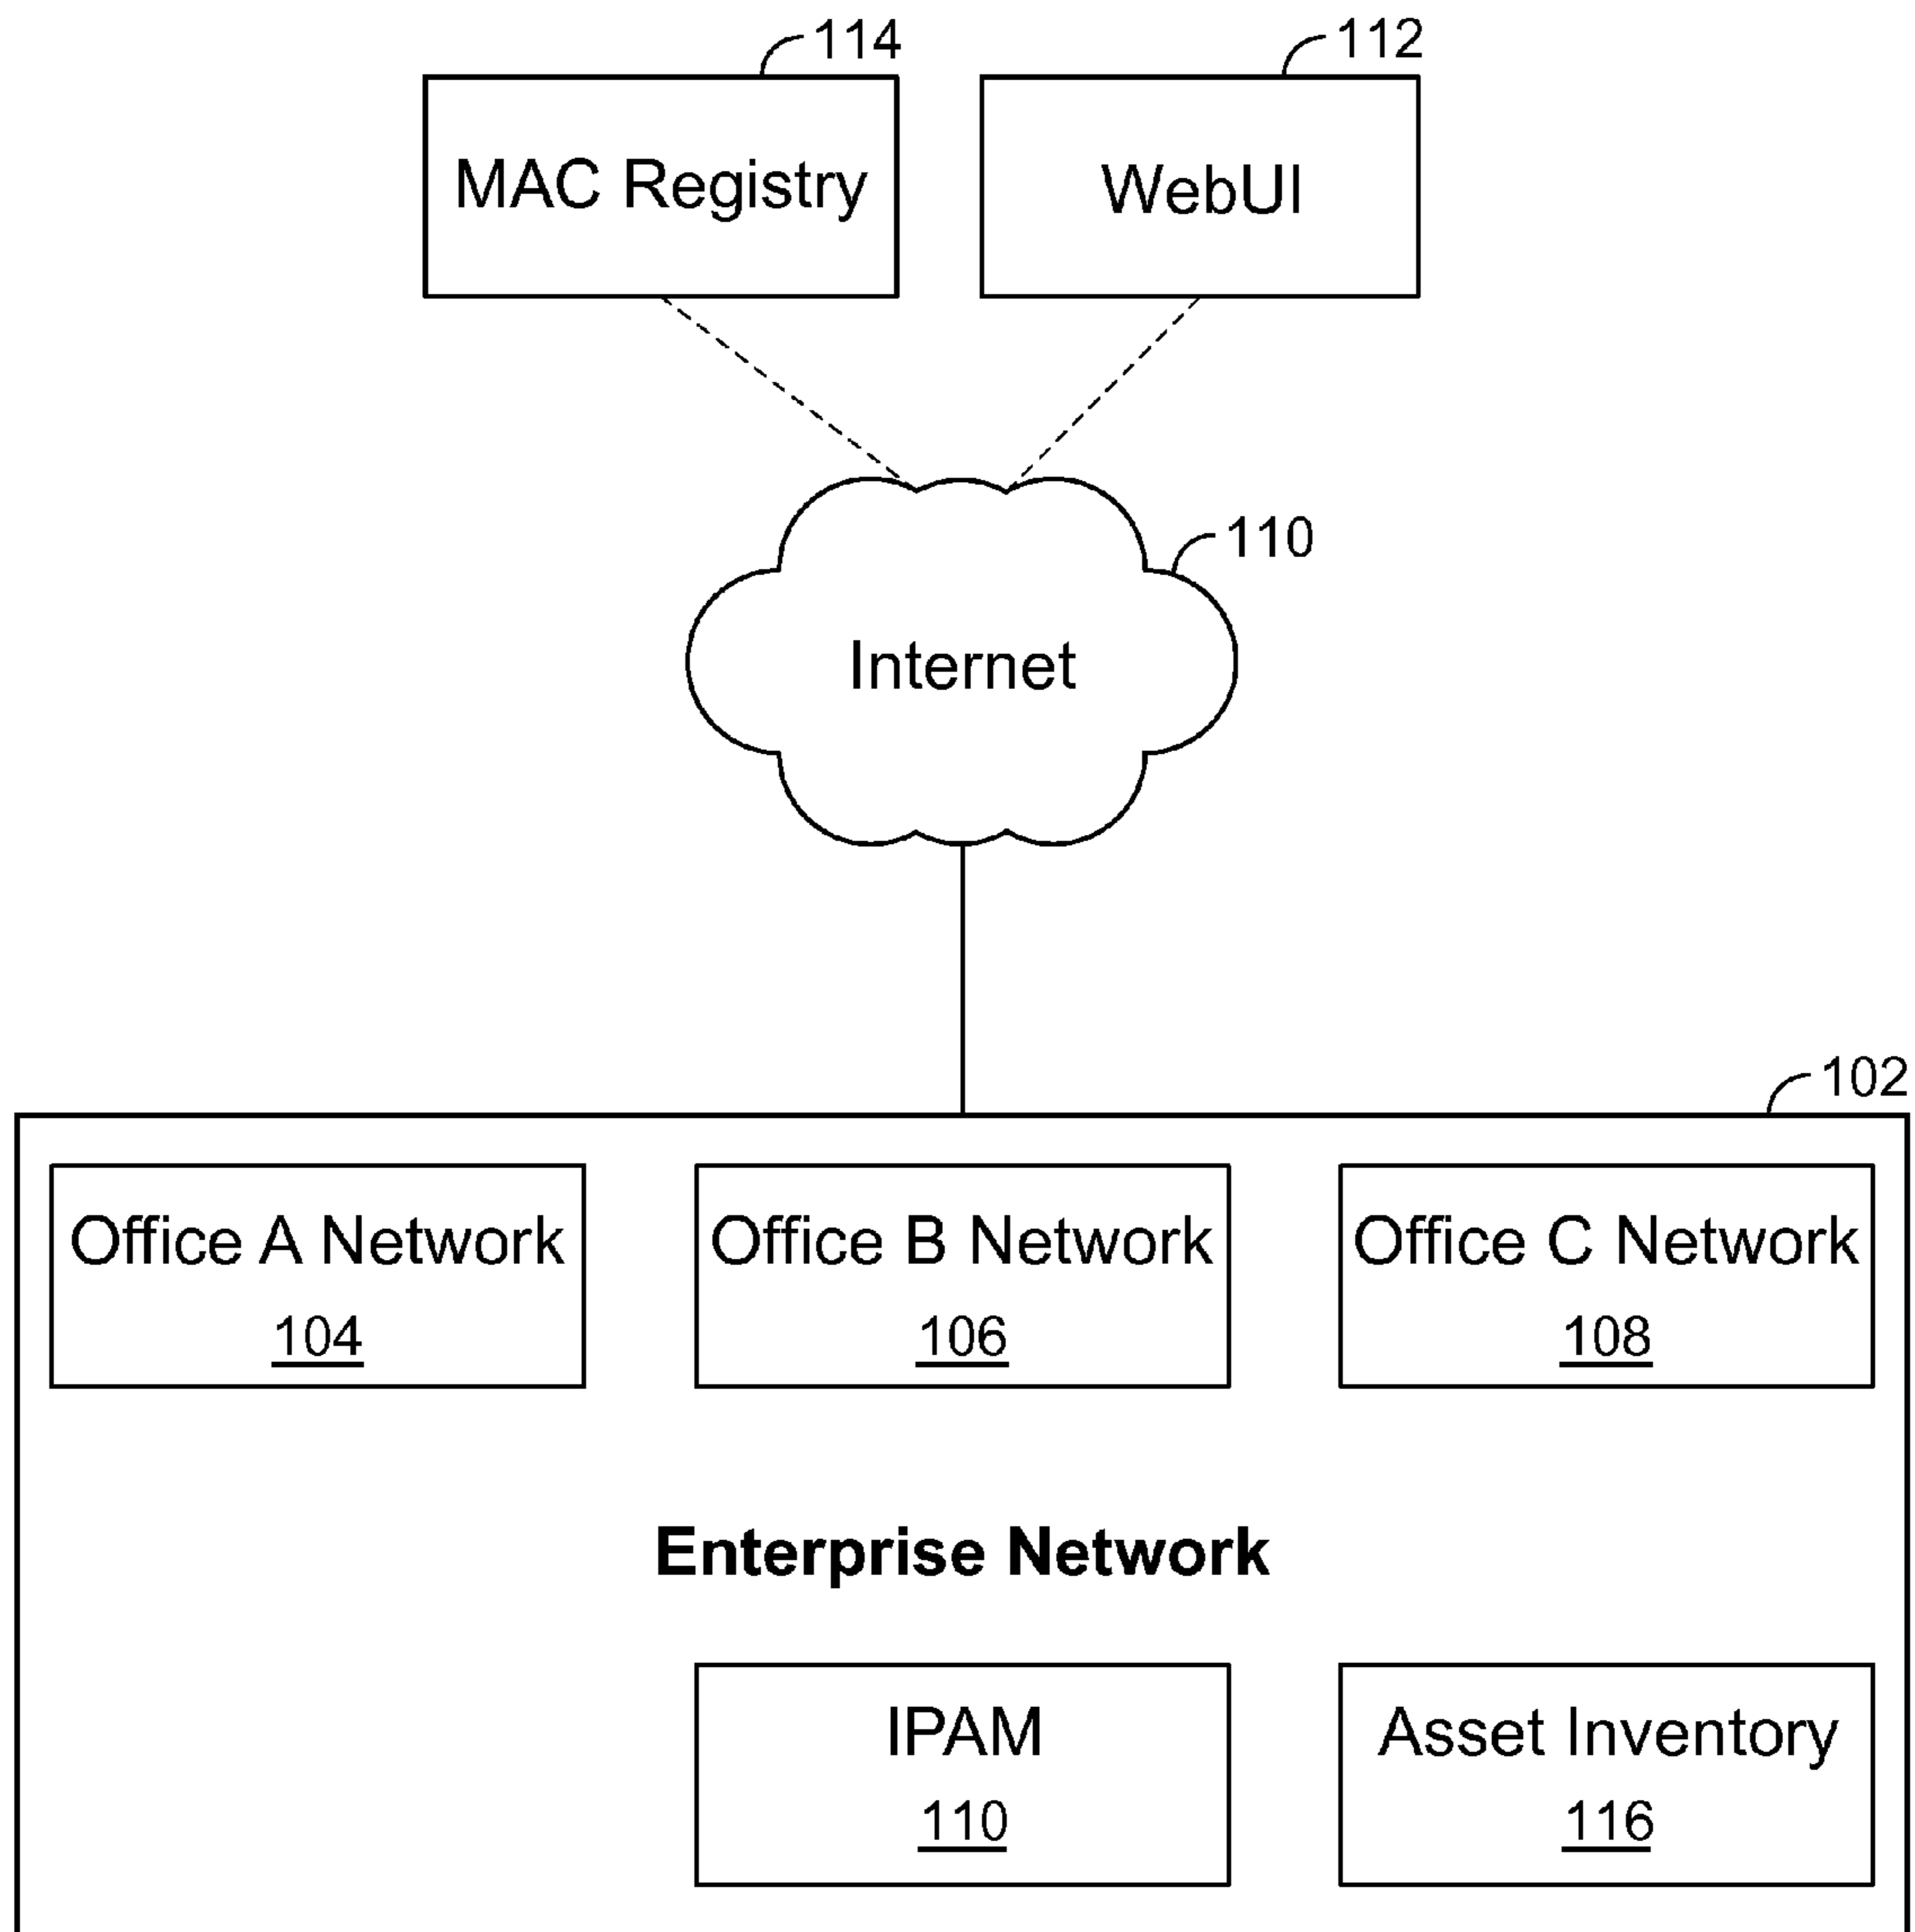 114
112
MAC Registry
WebUI
110
Internet
102
Office A Network
104
Office B Network
106
Office C Network
108
Enterprise Network
IPAM
110
Asset Inventory
116